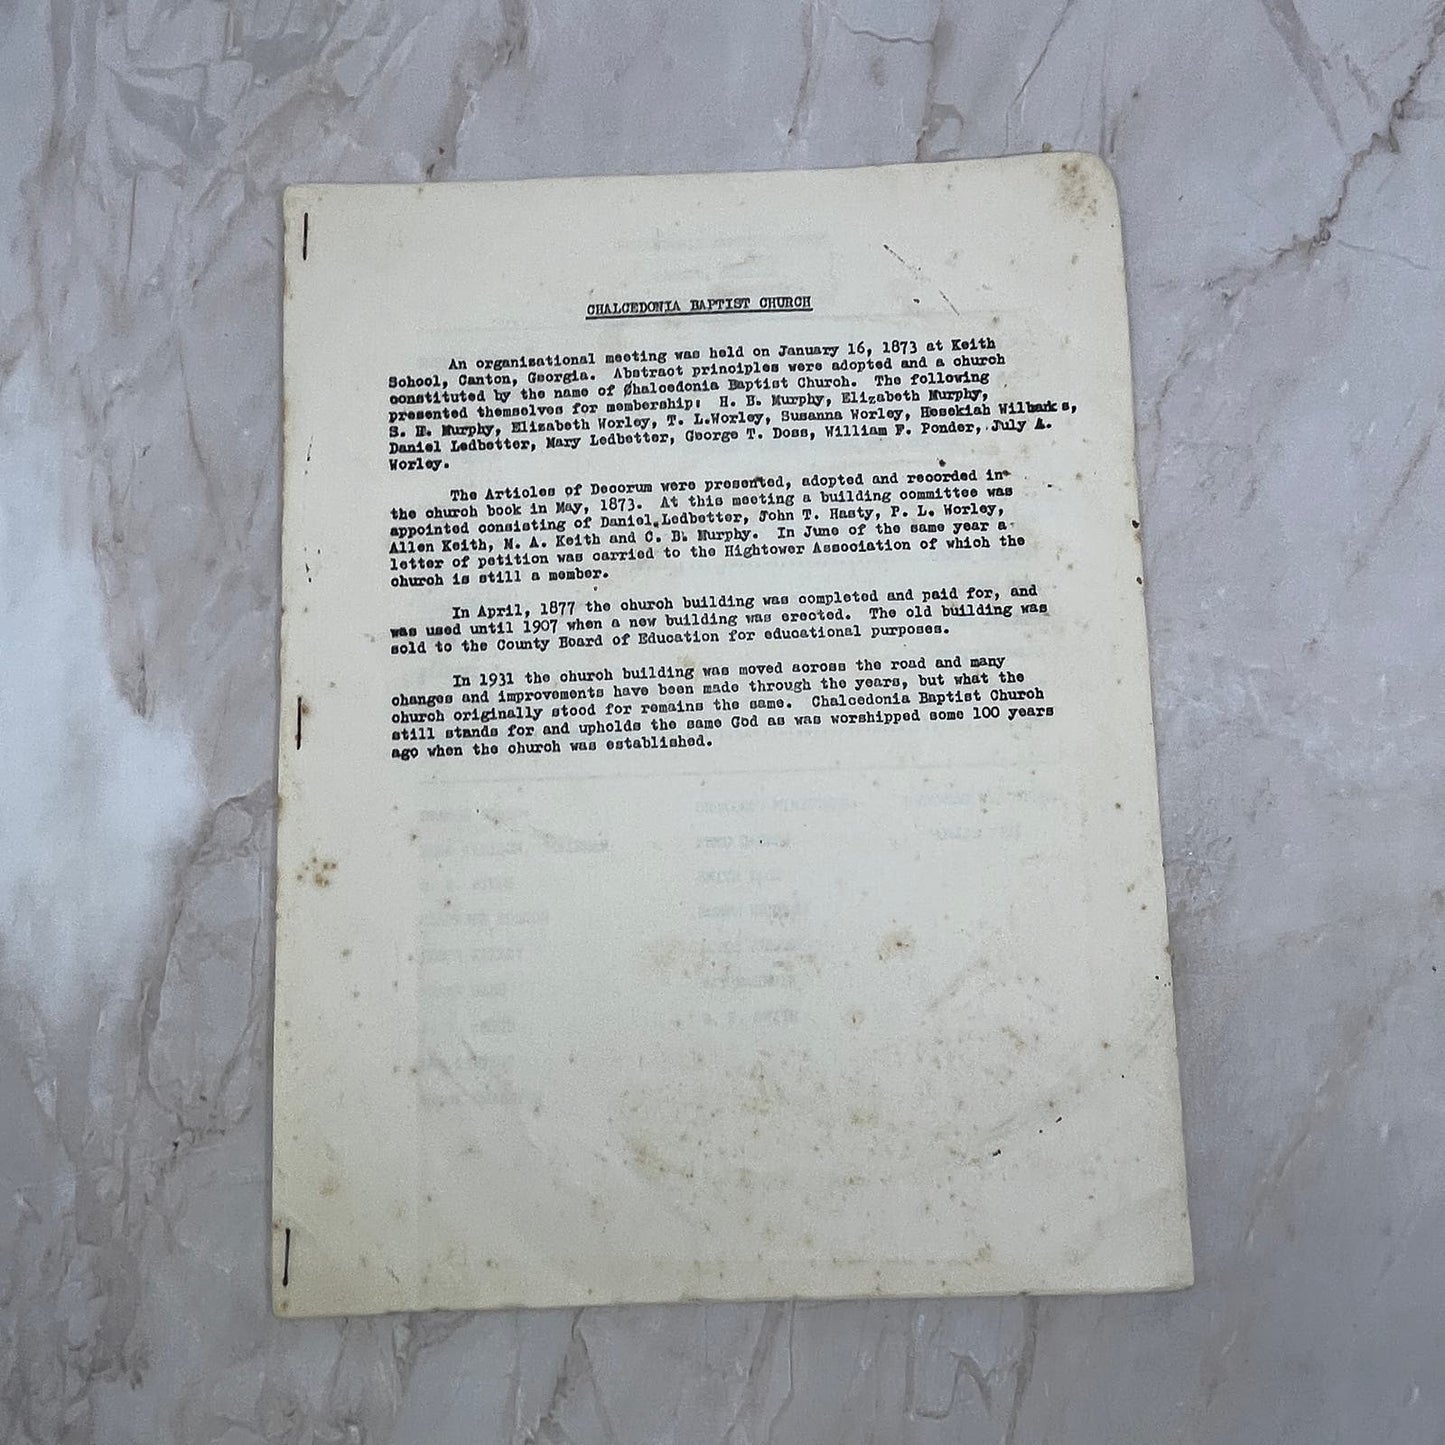 CHALCEDONIA BAPTIST CHURCH
An organizational meeting was held on January 16, 1873 at Keith
School, Canton, Georgia. Abstract principles were adopted and a church
constituted by the name of Chalcedonia Baptist Church. The following
presented themselves for membership: H. B. Murphy, Elizabeth Murphy,
S. H. Murphy, Elizabeth Worley, T. L.Worley, Susanna Worley, Hesekiah Wilbanks,
Daniel Ledbetter, Mary Ledbetter, George T. Doss, William F. Ponder, July A.
Worley.
The Articles of Decorum were presented, adopted and recorded in
the church book in May, 1873. At this meeting a building committee was
appointed consisting of Daniel Ledbetter, John T. Hasty, P. L. Worley,
Allen Keith, M. A. Keith and C. B. Murphy. In June of the same year a
letter of petition was carried to the Hightower Association of which the
church is still a member.
In April, 1877 the church building was completed and paid for, and
was used until 1907 when a new building was erected. The old building was
sold to the County Board of Education for educational purposes.
In 1931 the church building was moved across the road and many
changes and improvements have been made through the years, but what the
church originally stood for remains the same. Chalcedonia Baptist Church
still stands for and upholds the same God as was worshipped some 100 years
ago when the church was established.